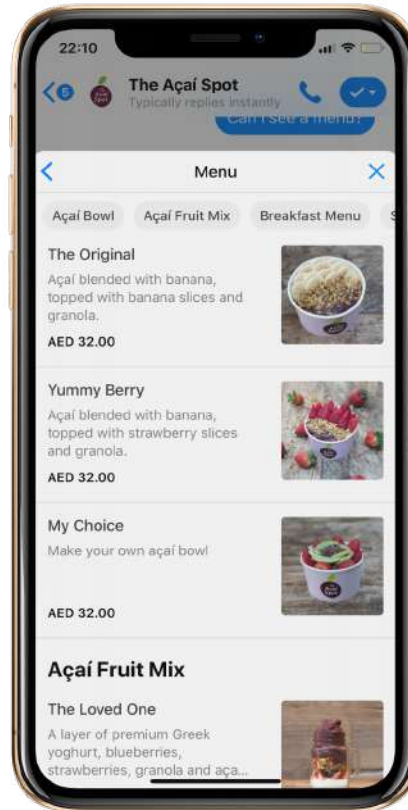 22:10
5
The Açaí Spot
Typically replies instantly
Can I see a menu?
Menu
Açaí Bowl
Açaí Fruit Mix
Breakfast Menu
S
The Original
Açaí blended with banana,
topped with banana slices and
granola.
AED 32.00
Yummy Berry
Açaí blended with banana,
topped with strawberry slices
and granola.
AED 32.00
My Choice
Make your own açaí bowl
AED 32.00
Açaí Fruit Mix
The Loved One
A layer of premium Greek
yoghurt, blueberries,
strawberries, granola and aça...